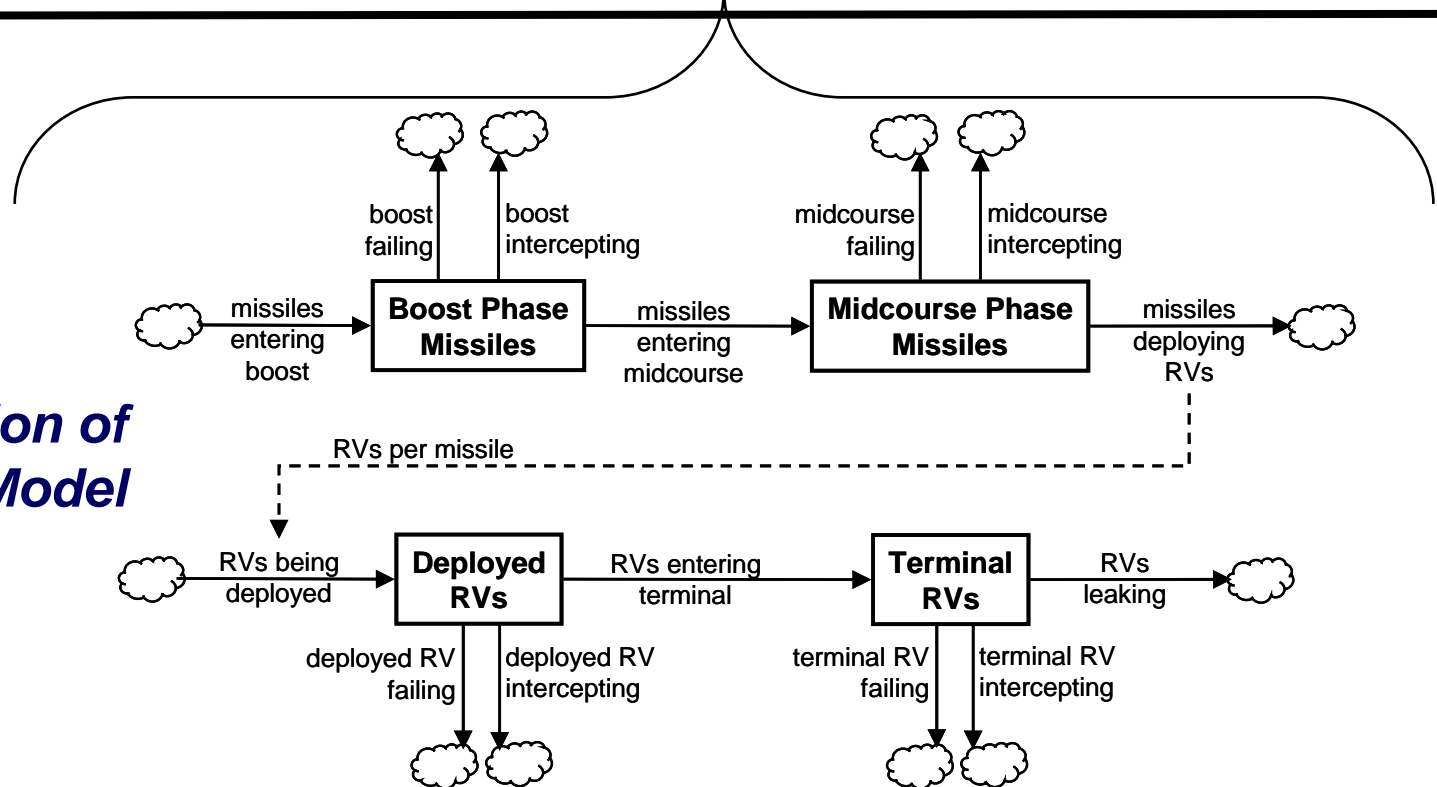 boost
failing
boost
intercepting
midcourse
failing
midcourse
intercepting
missiles
entering
boost
Boost Phase
Missiles
missiles
entering
midcourse
Midcourse Phase
Missiles
missiles
deploying
RVs
on of
Model
RVs per missile
RVs being
deployed
Deployed
RVs
RVs entering
terminal
Terminal
RVs
RVs
leaking
deployed RV
failing
deployed RV
intercepting
terminal RV
failing
terminal RV
intercepting